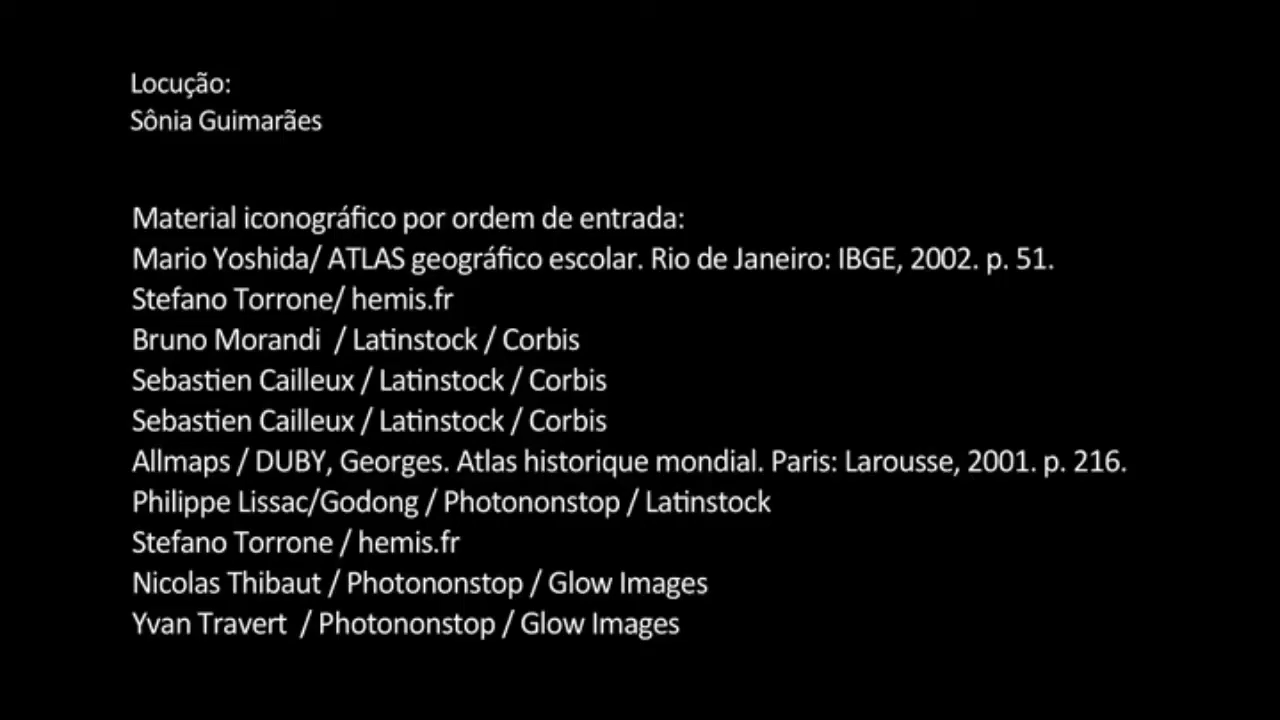 Locução:
Sônia Guimarães
Material iconográfico por ordem de entrada:
Mario Yoshida/ ATLAS geográfico escolar. Rio de Janeiro: IBGE, 2002. p. 51.
Stefano Torrone/ hemis.fr
Bruno Morandi  / Latinstock / Corbis
Sebastien Cailleux / Latinstock / Corbis
Sebastien Cailleux / Latinstock / Corbis
Allmaps / DUBY, Georges. Atlas historique mondial. Paris: Larousse, 2001. p. 216.
Philippe Lissac/Godong / Photononstop / Latinstock
Stefano Torrone / hemis.fr
Nicolas Thibaut / Photononstop / Glow Images
Yvan Travert  / Photononstop / Glow Images